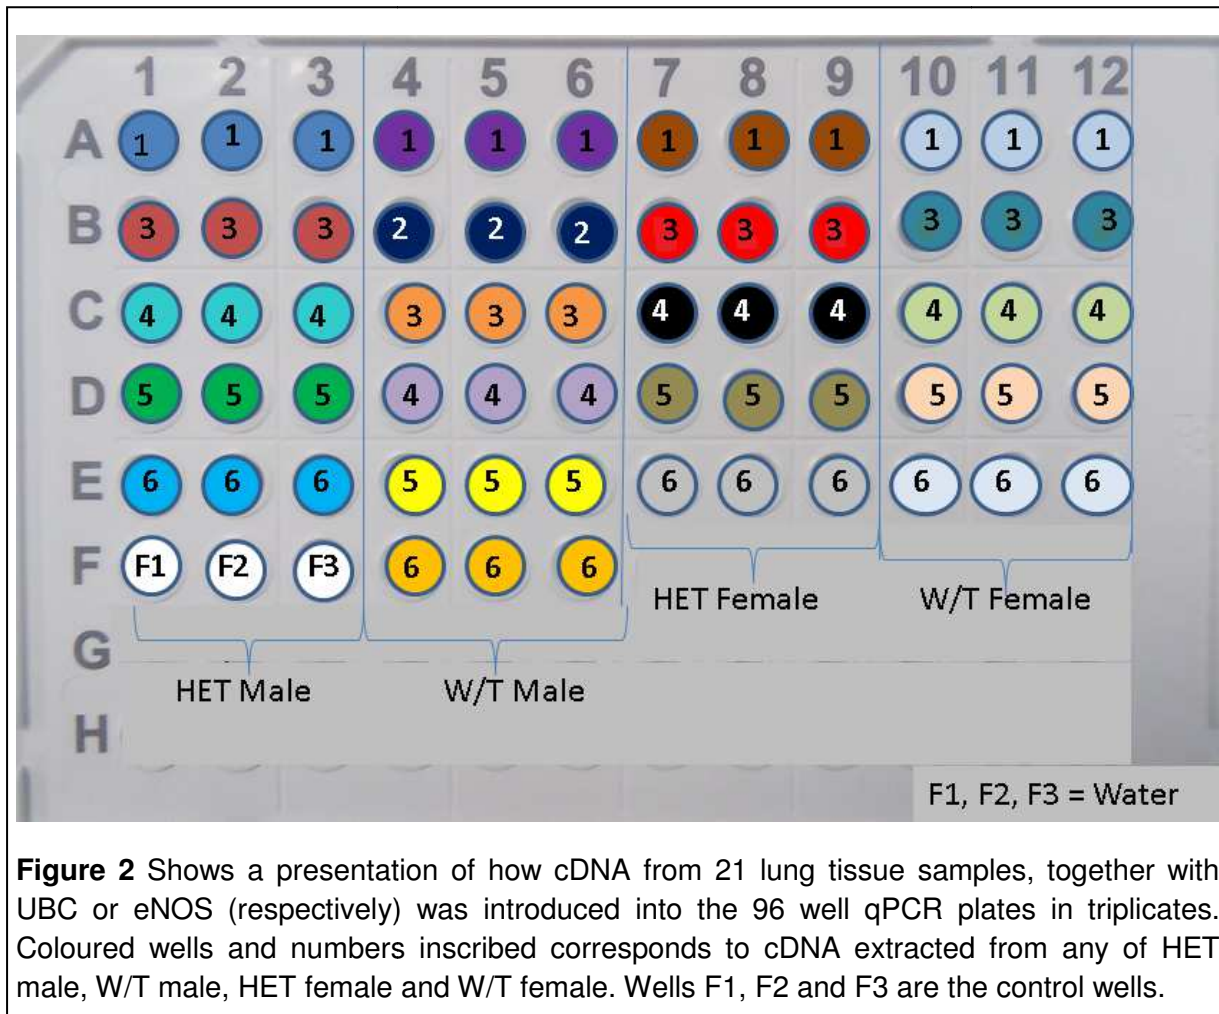 1 2 3 4 5 6 7 8 9 10 11 12
A 1 1 1 1 1 1 1 1 1 1 1 1
B 3 3 3 2 2 2 3 3 3 3 3 3
C 4 4 4 3 3 3 4 4 4 4 4 4
D 5 5 5 4 4 4 5 5 5 5 5 5
E 6 6 6 5 5 5 6 6 6 6 6 6
F F1 F2 F3 6 6 6
HET Female W/T Female
G
HET Male W/T Male
H
F1, F2, F3 = Water
Figure 2 Shows a presentation of how cDNA from 21 lung tissue samples, together with
UBC or eNOS (respectively) was introduced into the 96 well qPCR plates in triplicates.
Coloured wells and numbers inscribed corresponds to cDNA extracted from any of HET
male, W/T male, HET female and W/T female. Wells F1, F2 and F3 are the control wells.